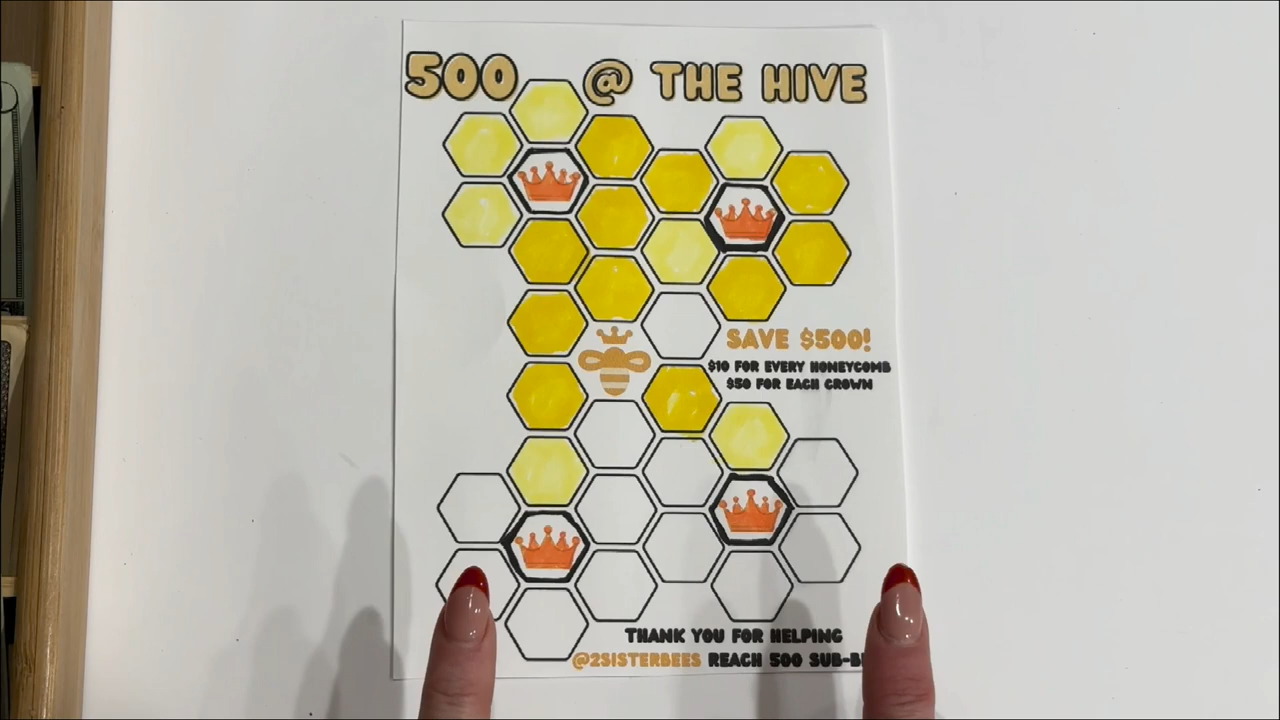 500 @ THE HIVE
SAVE $500!
$10 FOR EVERY HONEYCOMB
$50 FOR EACH CROWN
THANK YOU FOR HELPING
@2SISTERBEES REACH 500